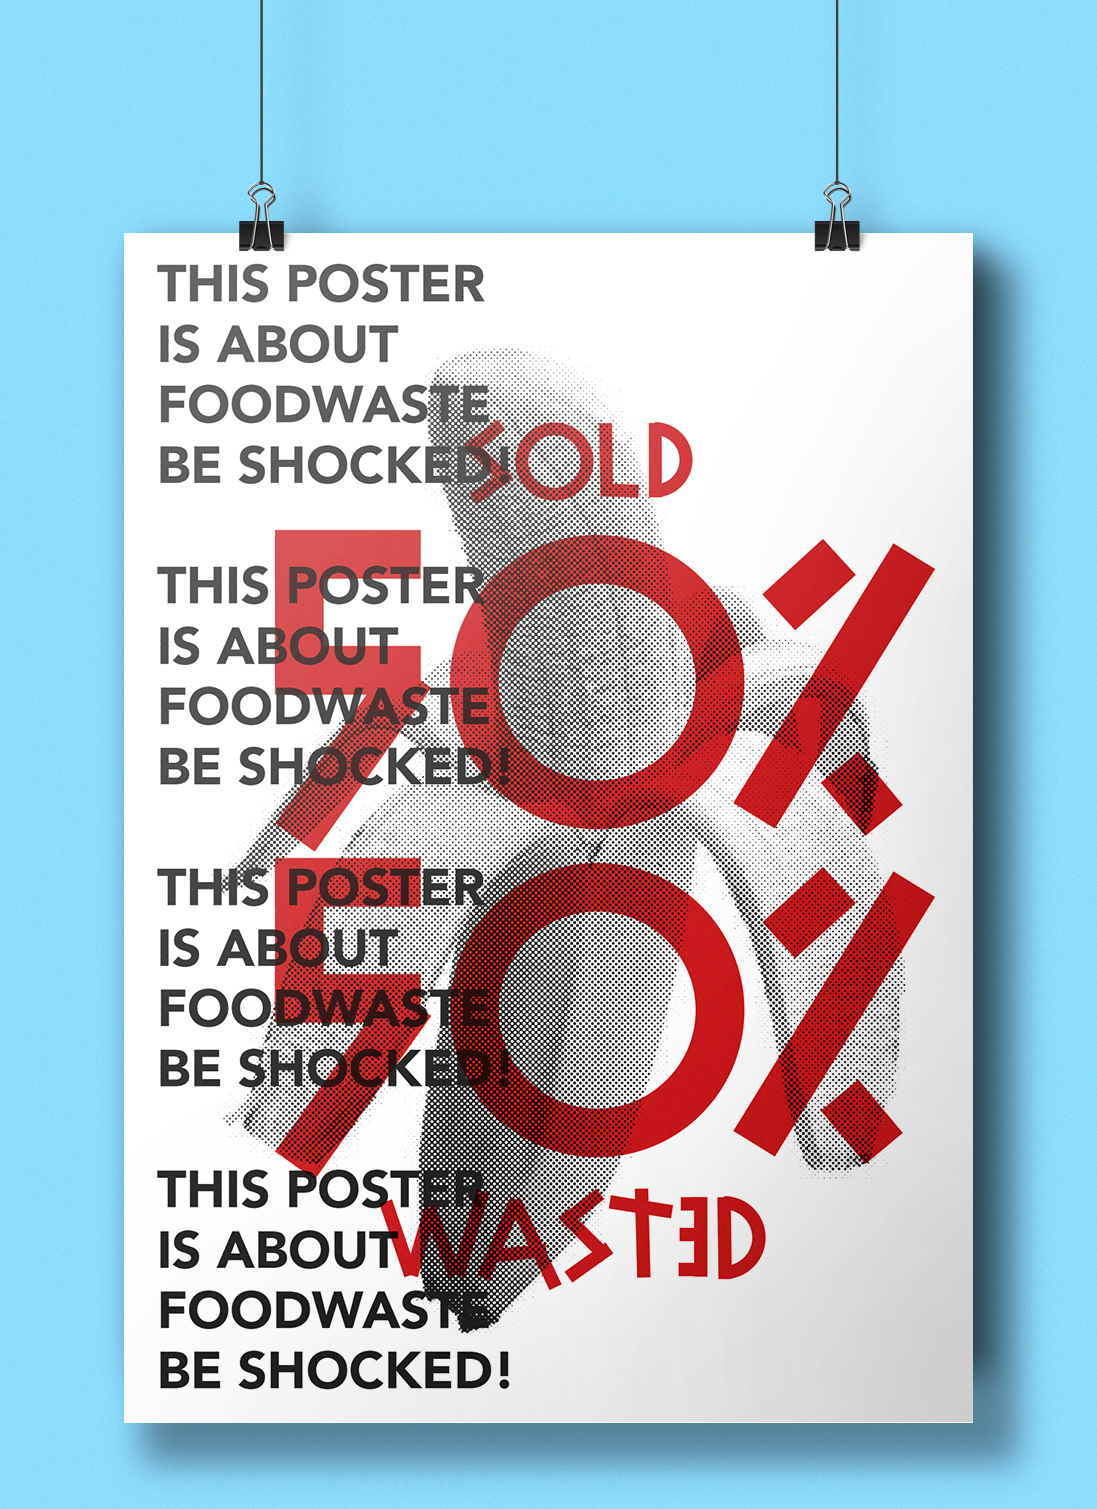 THIS POSTER
IS ABOUT
FOODWASTE
BE SHOCKED!
SOLD
50%
THIS POSTER
IS ABOUT
FOODWASTE
BE SHOCKED!
50%
THIS POSTER
IS ABOUT
FOODWASTE
BE SHOCKED!
THIS POSTER
IS ABOUT
FOODWASTE
BE SHOCKED!
WASTED